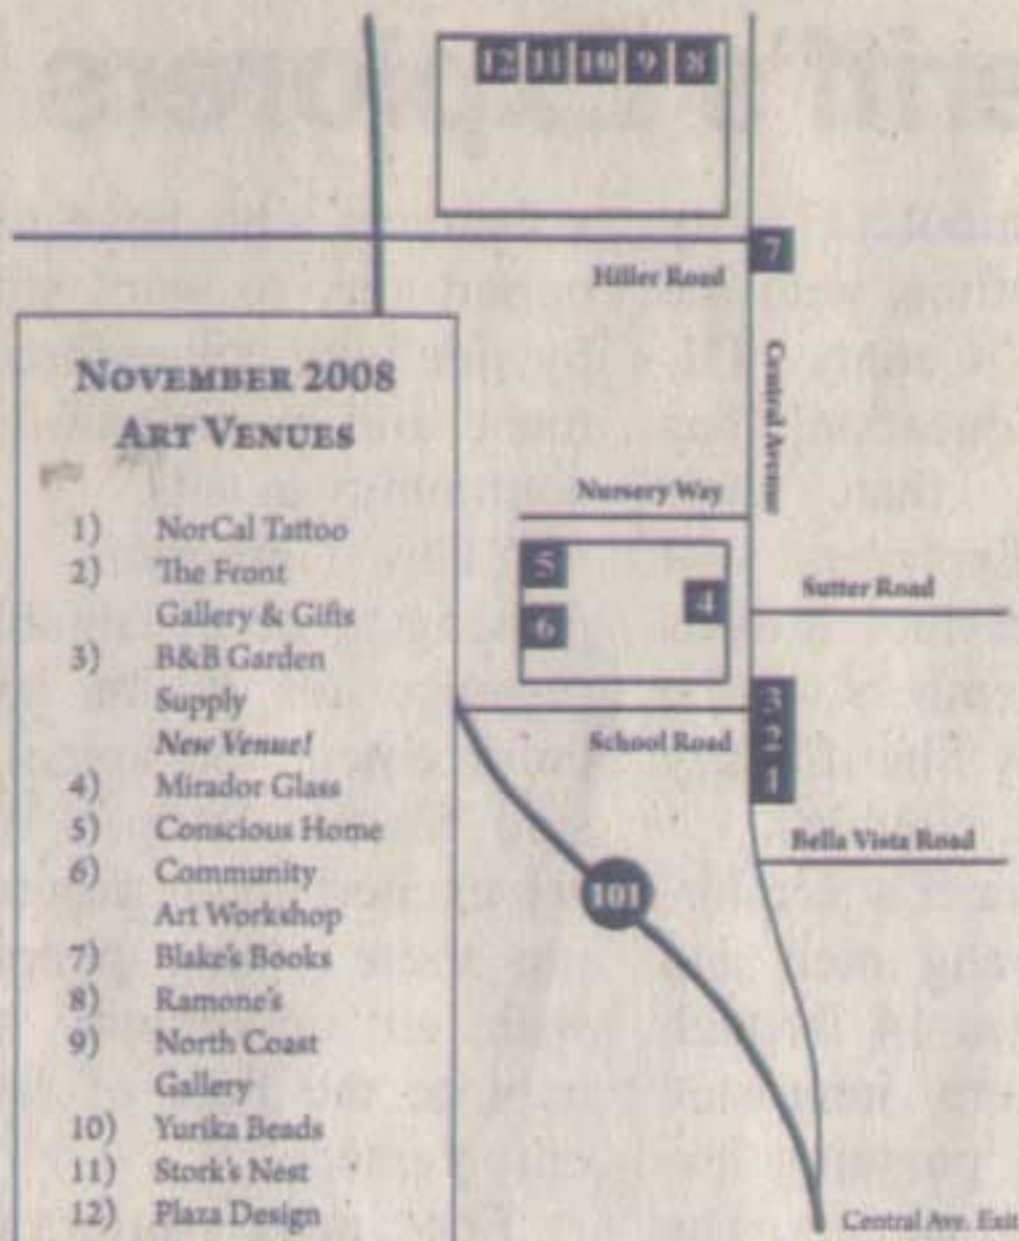 12 11 10 9 8
7
Hiller Road
Central Avenue
NOVEMBER 2008
ART VENUES
1) NorCal Tattoo
2) The Front
Gallery & Gifts
3) B&B Garden
Supply
New Venue!
4) Mirador Glass
5) Conscious Home
6) Community
Art Workshop
7) Blake's Books
8) Ramone's
9) North Coast
Gallery
10) Yurika Beads
11) Stork's Nest
12) Plaza Design
Nursery Way
5
4
6
Sutter Road
3
2
1
School Road
Bella Vista Road
101
Central Ave. Exit